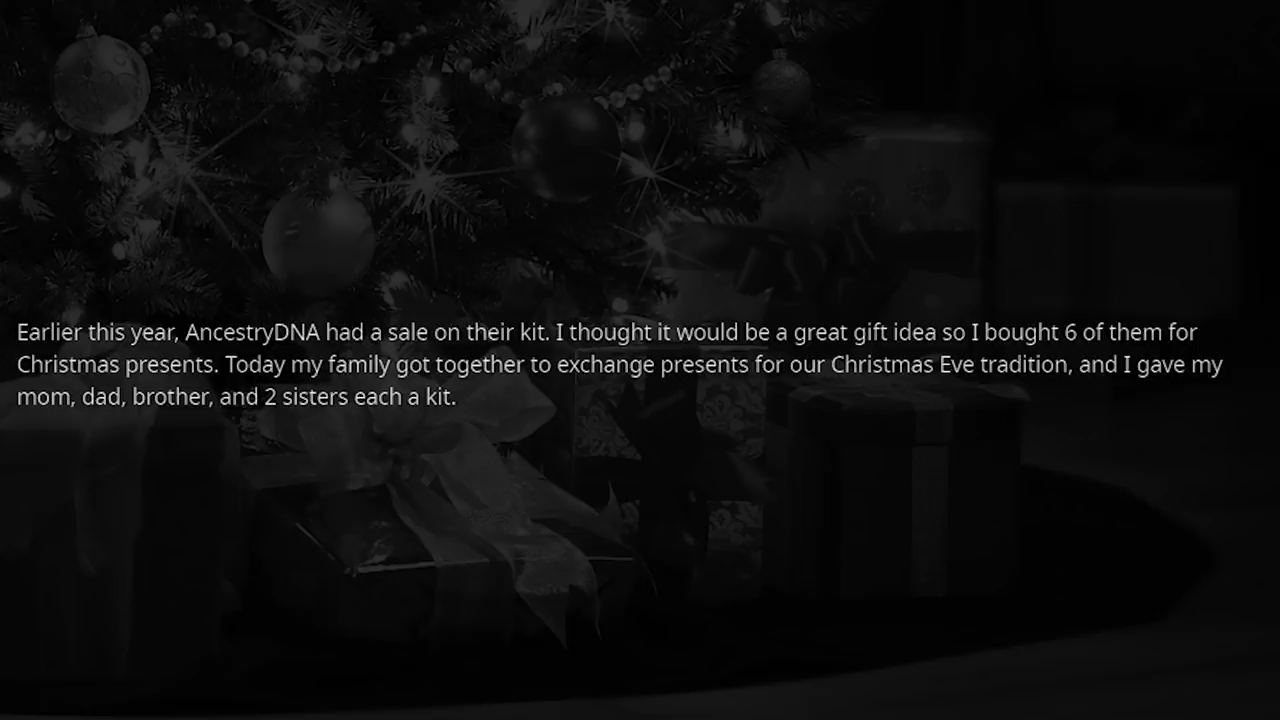 Earlier this year, AncestryDNA had a sale on their kit. I thought it would be a great gift idea so I bought 6 of them for
Christmas presents. Today my family got together to exchange presents for our Christmas Eve tradition, and I gave my
mom, dad, brother, and 2 sisters each a kit.